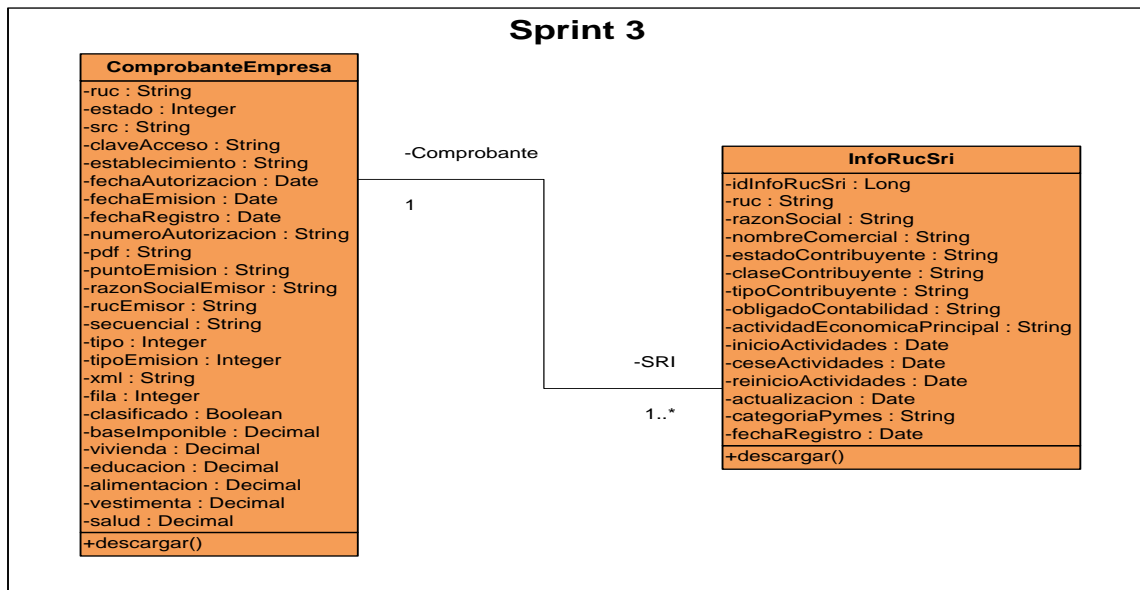 Sprint 3
ComprobanteEmpresa
-ruc : String
-estado : Integer
-src : String
-claveAcceso : String
-establecimiento : String
-fechaAutorizacion : Date
-fechaEmision : Date
-fechaRegistro : Date
-numeroAutorizacion : String
-pdf : String
-puntoEmision : String
-razonSocialEmisor : String
-rucEmisor : String
-secuencial : String
-tipo : Integer
-tipoEmision : Integer
-xml : String
-fila : Integer
-clasificado : Boolean
-baseImponible : Decimal
-vivienda : Decimal
-educacion : Decimal
-alimentacion : Decimal
-vestimenta : Decimal
-salud : Decimal
+descargar()
-Comprobante
1
-SRI
1..*
InfoRucSri
-idInfoRucSri : Long
-ruc : String
-razonSocial : String
-nombreComercial : String
-estadoContribuyente : String
-claseContribuyente : String
-tipoContribuyente : String
-obligadoContabilidad : String
-actividadEconomicaPrincipal : String
-inicioActividades : Date
-ceseActividades : Date
-reinicioActividades : Date
-actualizacion : Date
-categoriaPymes : String
-fechaRegistro : Date
+descargar()